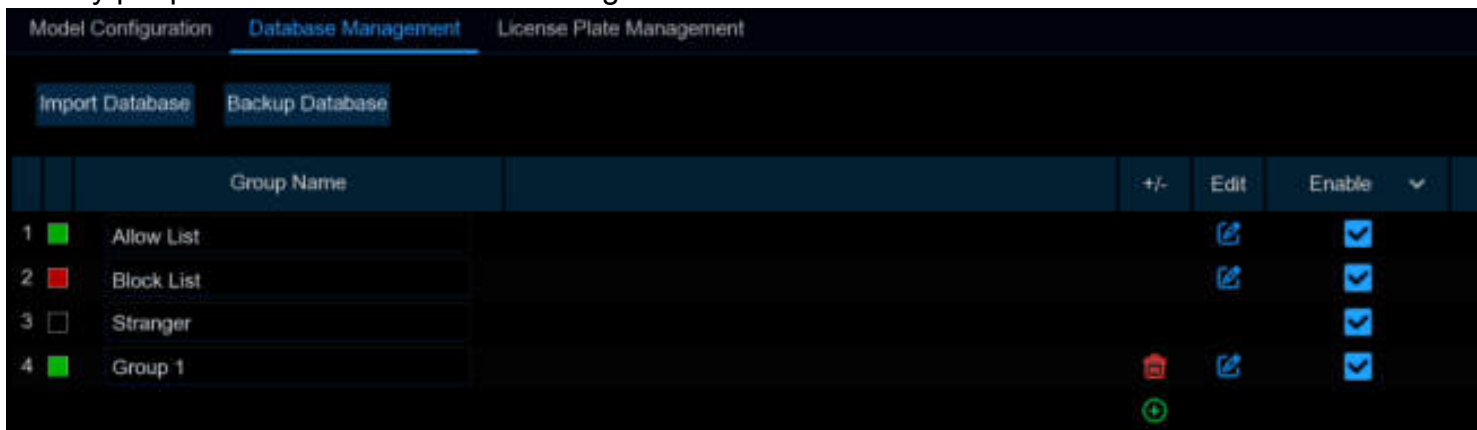 Model Configuration Database Management License Plate Management
Import Database Backup Database
Group Name +/- Edit Enable
1 Allow List
2 Block List
3 Stranger
4 Group 1